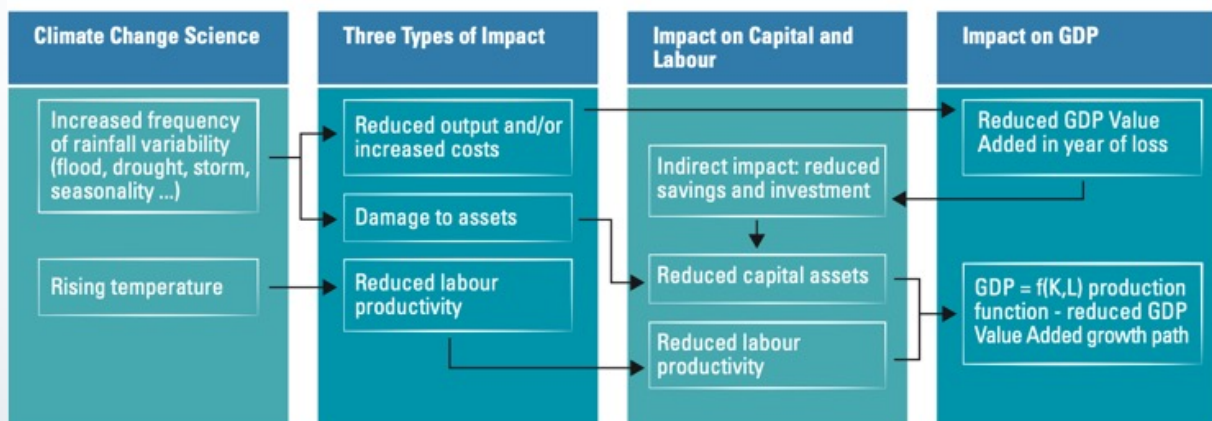 Climate Change Science
Increased frequency
of rainfall variability
(flood, drought, storm,
seasonality ...)
Rising temperature
Three Types of Impact
Reduced output and/or
increased costs
Damage to assets
Reduced labour
productivity
Impact on Capital and
Labour
Indirect impact: reduced
savings and investment
Reduced capital assets
Reduced labour
productivity
Impact on GDP
Reduced GDP Value
Added in year of loss
GDP = f(K,L) production
function - reduced GDP
Value Added growth path